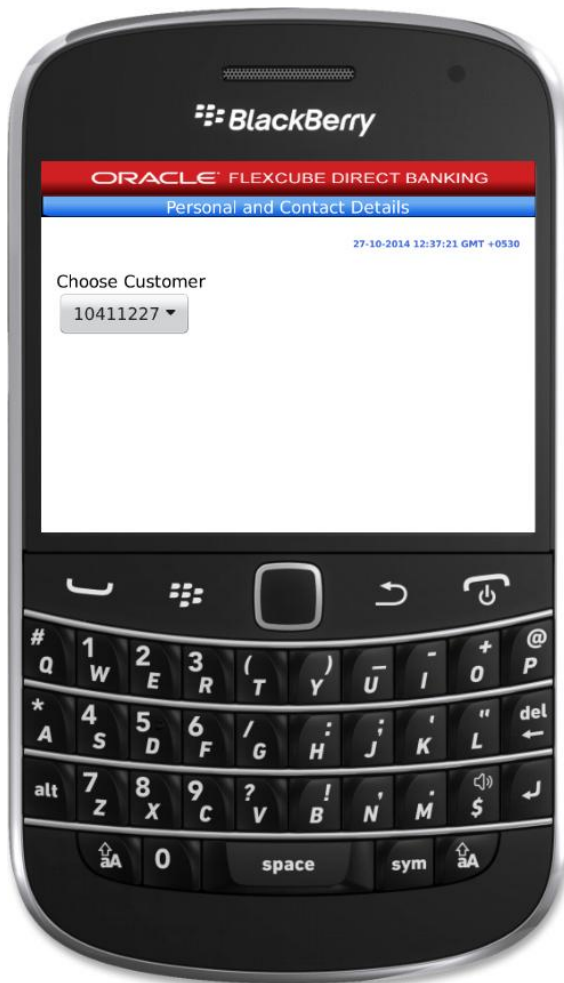 BlackBerry
ORACLE FLEXCUBE DIRECT BANKING
Personal and Contact Details
27-10-2014 12:37:21 GMT +0530
Choose Customer
10411227
# 1 2 3 ( ) _ - + @
Q W E R T Y U I O P
* 4 5 6 / : ; ' " del
A S D F G H J K L
alt 7 8 9 ? ! , . $
Z X C V B N M
aA 0 space sym aA